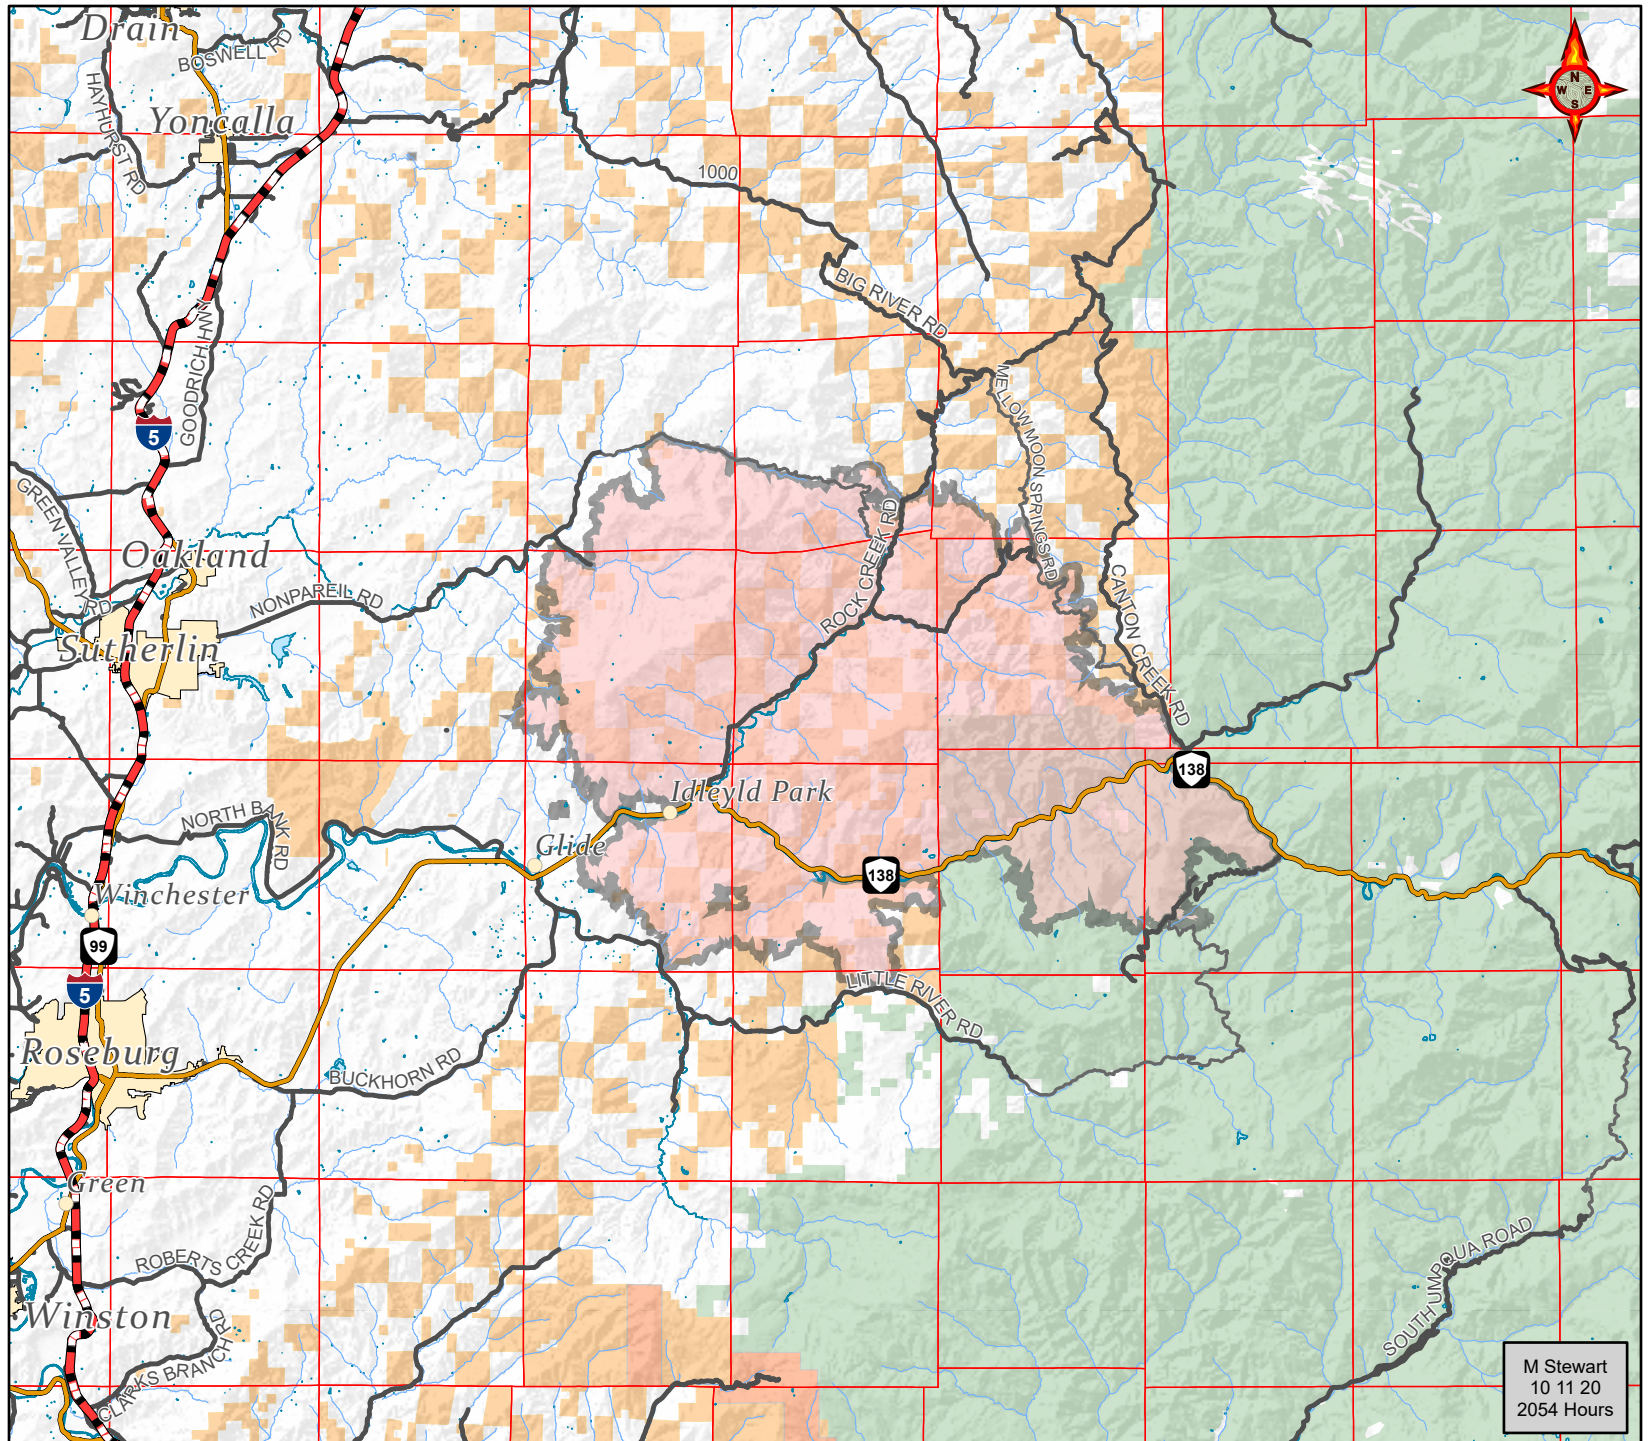 Drain
BOSWELL RD
HAYHURST RD
Yoncalla
N
W E
S
1000
BIG RIVER RD
GOODRICH HWY
5
MELLOW MOON SPRINGS RD
GREEN VALLEY RD
Oakland
NONPAREIL RD
ROCK CREEK RD
CANTON CREEK RD
Sutherlin
138
Idleyld Park
NORTH BANK RD
Glide
138
Winchester
99
5
LITTLE RIVER RD
Roseburg
BUCKHORN RD
Green
ROBERTS CREEK RD
SOUTH UMPQUA ROAD
Winston
CLARKS BRANCH RD
M Stewart
10 11 20
2054 Hours